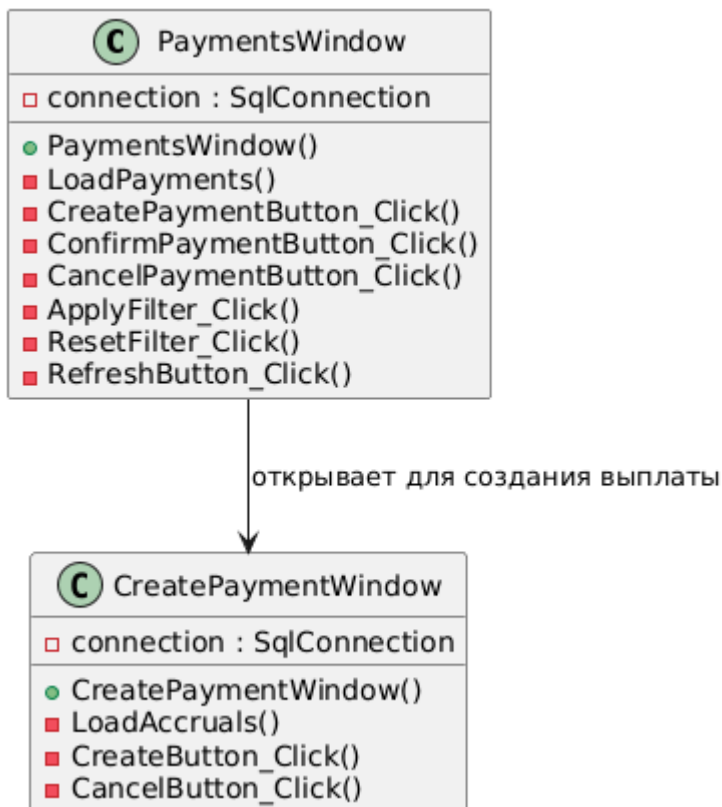 C PaymentsWindow
connection : SqlConnection
PaymentsWindow()
LoadPayments()
CreatePaymentButton_Click()
ConfirmPaymentButton_Click()
CancelPaymentButton_Click()
ApplyFilter_Click()
ResetFilter_Click()
RefreshButton_Click()
открывает для создания выплаты
C CreatePaymentWindow
connection : SqlConnection
CreatePaymentWindow()
LoadAccruals()
CreateButton_Click()
CancelButton_Click()